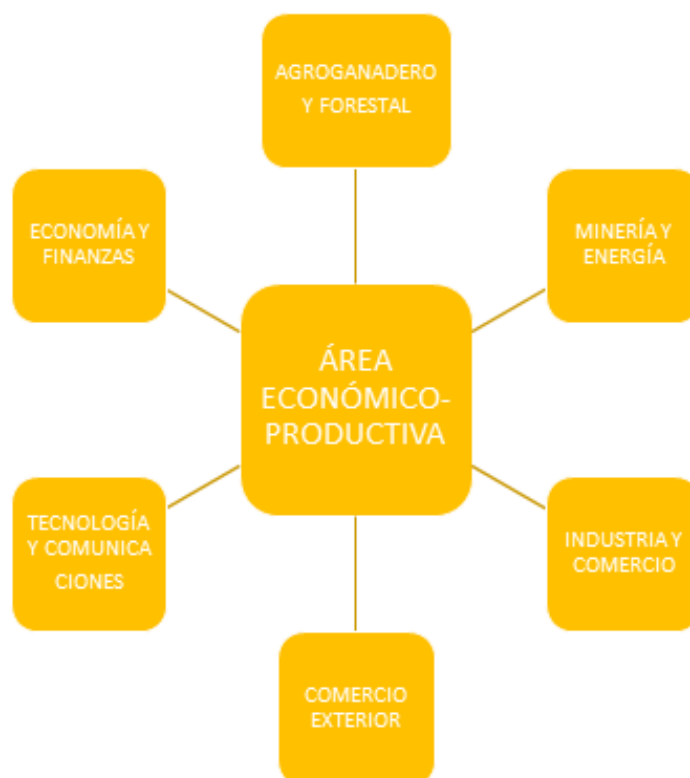 AGROGANADERO
Y FORESTAL
ECONOMÍA Y
FINANZAS
MINERÍA Y
ENERGÍA
ÁREA
ECONÓMICO-
PRODUCTIVA
TECNOLOGÍA
Y COMUNICA
CIONES
INDUSTRIA Y
COMERCIO
COMERCIO
EXTERIOR